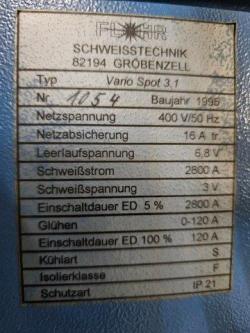 FLOHR
SCHWEISSTECHNIK
82194 GRÖBENZELL
Typ Vario Spot 3.1
Nr. 1054 Baujahr 1996
Netzspannung 400 V/50 Hz
Netzabsicherung 16 A tr.
Leerlaufspannung 6,8 V
Schweißstrom 2800 A
Schweißspannung 3 V
Einschaltdauer ED 5 % 2800 A
Glühen 0-120 A
Einschaltdauer ED 100 % 120 A
Kühlart S
Isolierklasse F
Schutzart IP 21